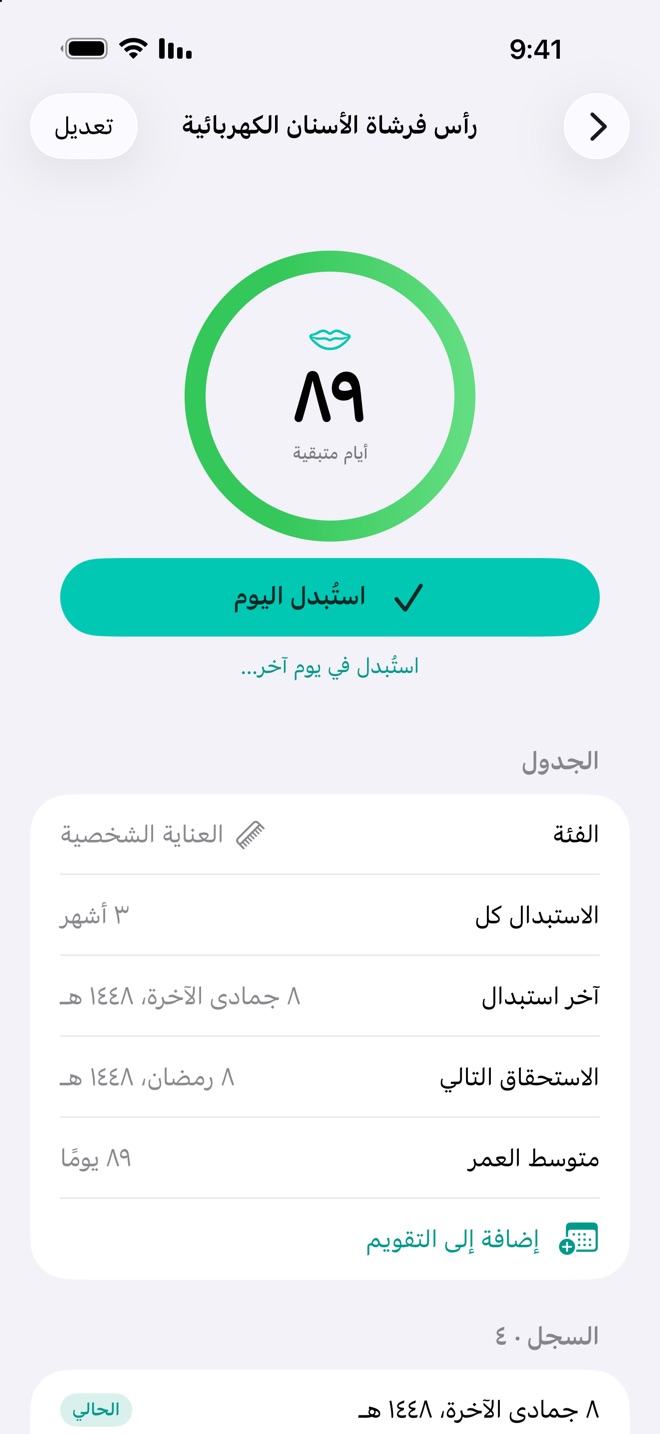 9:41
رأس فرشاة الأسنان الكهربائية
تعديل
٨٩
أيام متبقية
استُبدل اليوم
استُبدل في يوم آخر...
الجدول
الفئة العناية الشخصية
الاستبدال كل ٣ أشهر
آخر استبدال ٨ جمادى الآخرة، ١٤٤٨ هـ
الاستحقاق التالي ٨ رمضان، ١٤٤٨ هـ
متوسط العمر ٨٩ يومًا
إضافة إلى التقويم
السجل · ٤
٨ جمادى الآخرة، ١٤٤٨ هـ الحالي